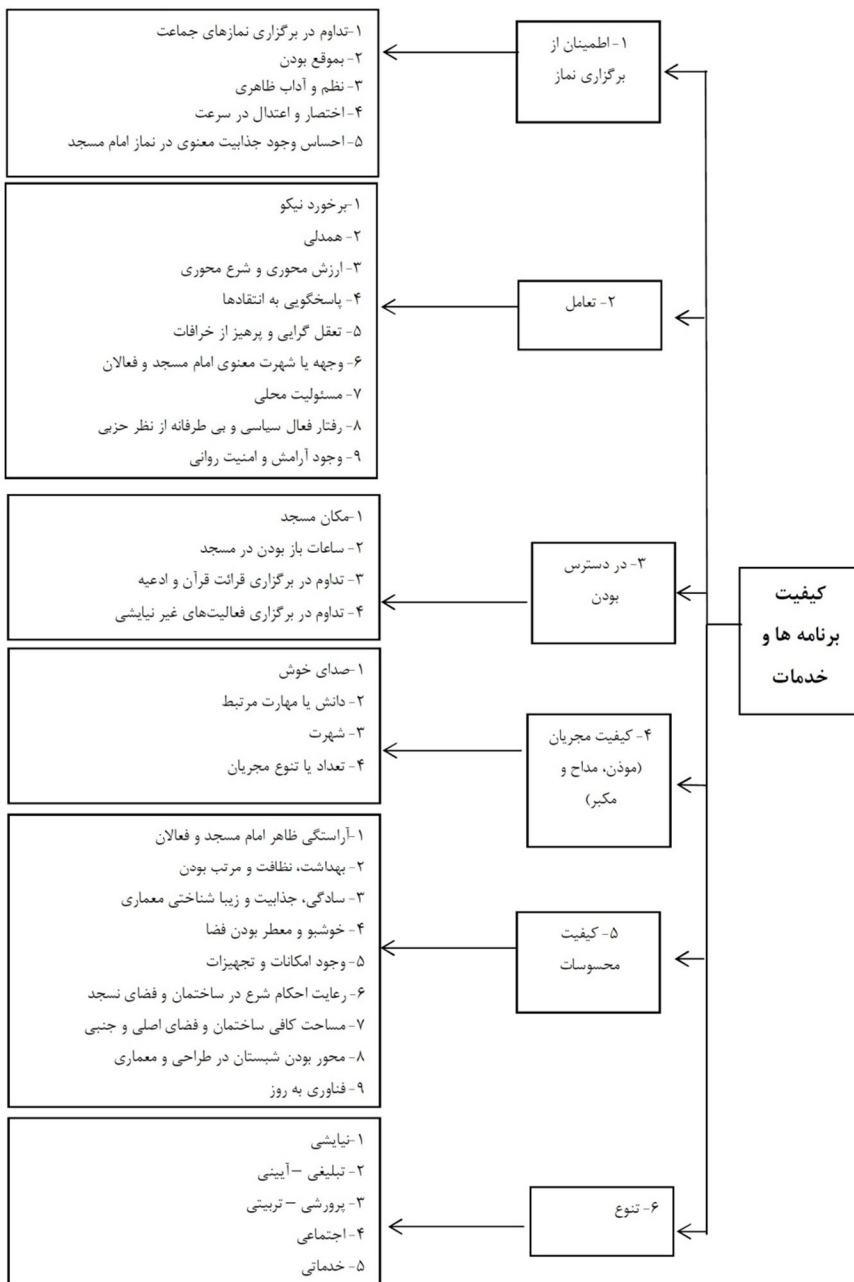 کیفیت
برنامه ها و
خدمات
۱- اطمینان از
برگزاری نماز
۱-تداوم در برگزاری نمازهای جماعت
۲- بموقع بودن
۳- نظم و آداب ظاهری
۴- اختصار و اعتدال در سرعت
۵- احساس وجود جذابیت معنوی در نماز امام مسجد
۲- تعامل
۱-برخورد نیکو
۲- همدلی
۳- ارزش محوری و شرع محوری
۴- پاسخگویی به انتقادها
۵- تعقل گرایی و پرهیز از خرافات
۶- وجهه یا شهرت معنوی امام مسجد و فعالان
۷- مسئولیت محلی
۸- رفتار فعال سیاسی و بی طرفانه از نظر حزبی
۹- وجود آرامش و امنیت روانی
۳- در دسترس
بودن
۱-مکان مسجد
۲- ساعات باز بودن در مسجد
۳- تداوم در برگزاری قرائت قرآن و ادعیه
۴- تداوم در برگزاری فعالیت‌های غیر نیایشی
۴- کیفیت مجریان
(موذن، مداح و
مکبر)
۱-صدای خوش
۲- دانش یا مهارت مرتبط
۳- شهرت
۴- تعداد یا تنوع مجریان
۵- کیفیت
محسوسات
۱-آراستگی ظاهر امام مسجد و فعالان
۲- بهداشت، نظافت و مرتب بودن
۳- سادگی، جذابیت و زیبا شناختی معماری
۴- خوشبو و معطر بودن فضا
۵- وجود امکانات و تجهیزات
۶- رعایت احکام شرع در ساختمان و فضای نسجد
۷- مساحت کافی ساختمان و فضای اصلی و جنبی
۸- محور بودن شبستان در طراحی و معماری
۹- فناوری به روز
۶- تنوع
۱-نیایشی
۲- تبلیغی – آیینی
۳- پرورشی – تربیتی
۴- اجتماعی
۵- خدماتی